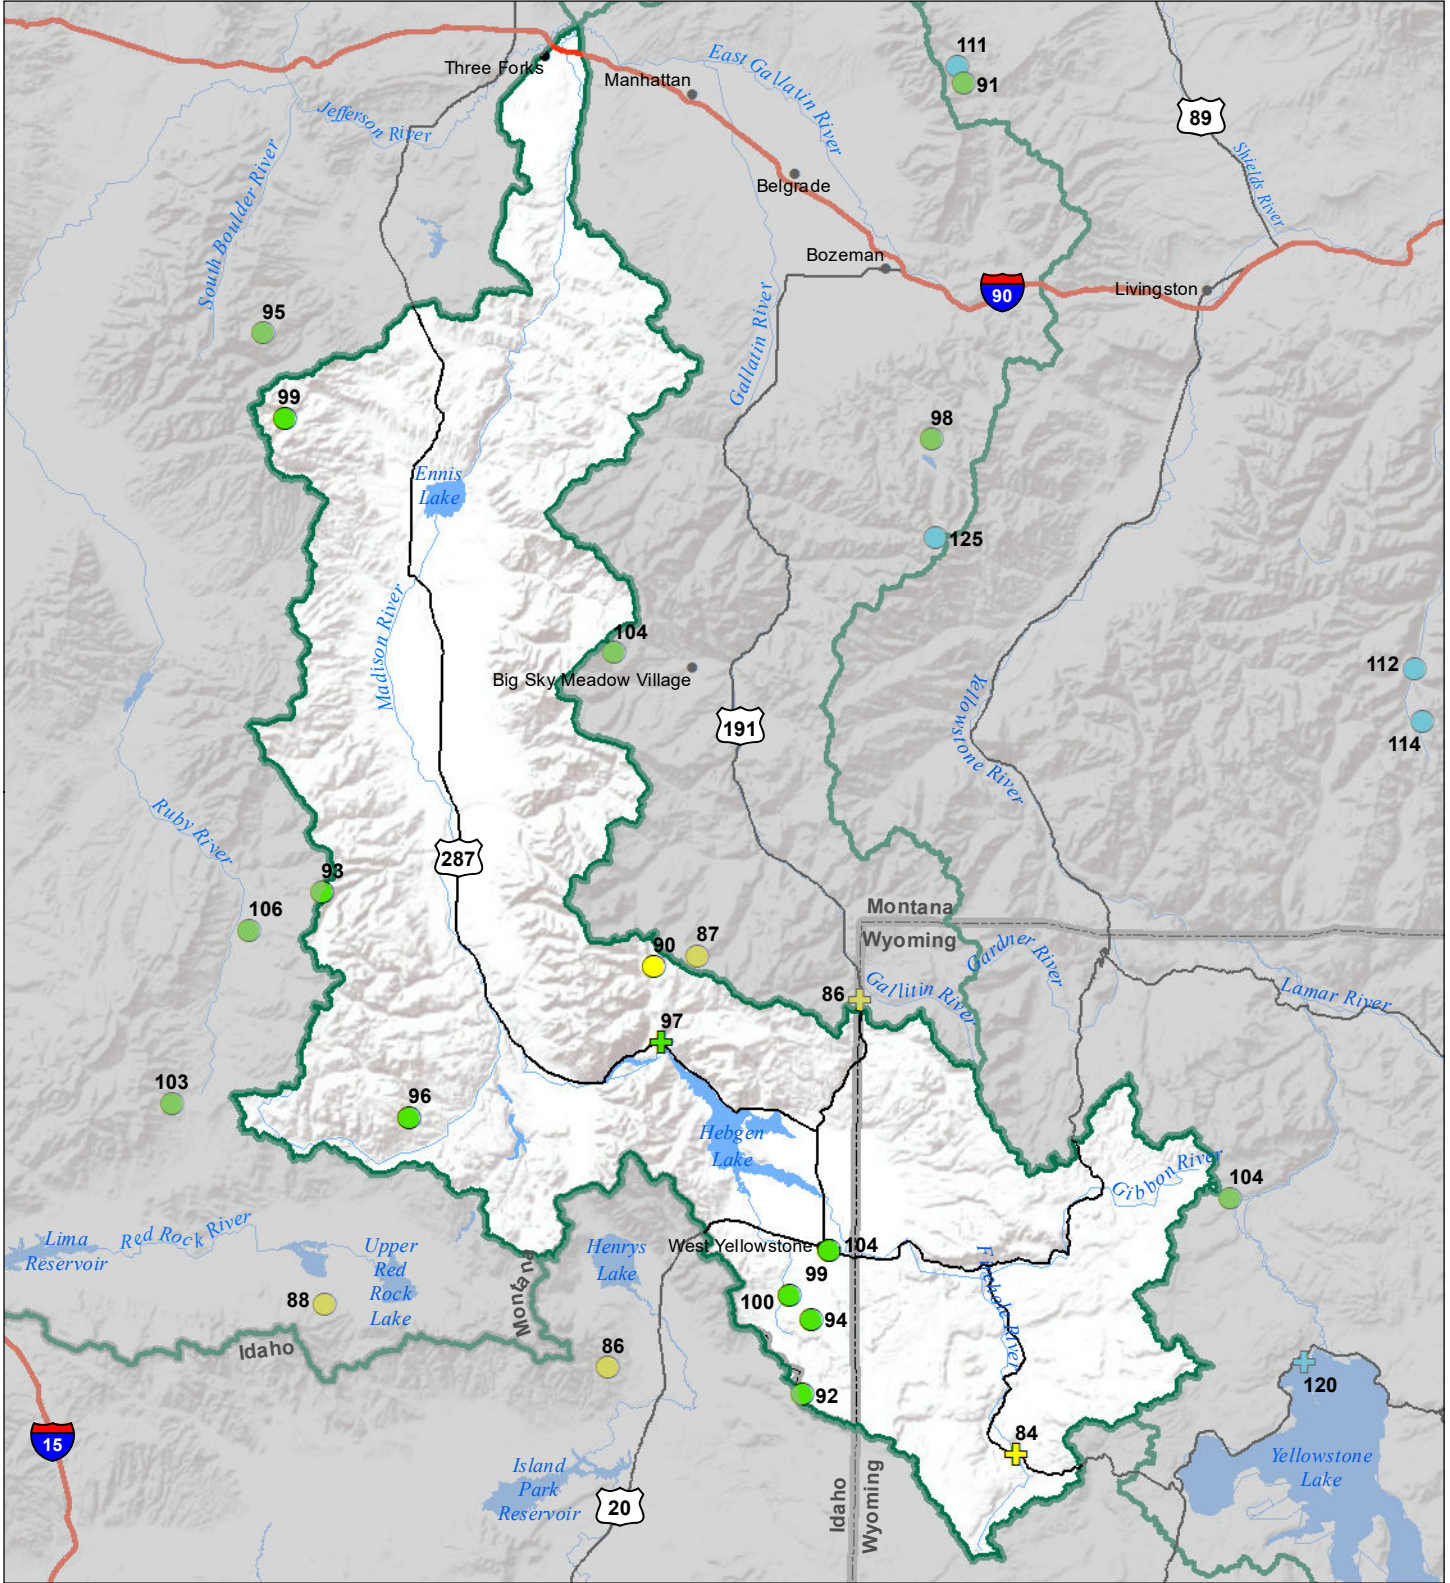 111
91
Three Forks
Manhattan
East Gallatin River
89
Jefferson River
Shields River
South Boulder River
Belgrade
Bozeman
90
Livingston
95
Gallatin River
99
98
Ennis
Lake
125
Madison River
104
Big Sky Meadow Village
112
191
114
Yellowstone River
Ruby River
287
93
106
Montana
Wyoming
90
87
Gardner River
86
Gallitin River
Lamar River
97
103
96
Hebgen
Lake
Gibbon River
104
Lima
Reservoir
Red Rock River
Upper
Red
Rock
Lake
Henrys
Lake
West Yellowstone
104
Montana
99
100
94
Firehole River
88
Idaho
86
92
120
84
15
Island
Park
Reservoir
20
Idaho
Wyoming
Yellowstone
Lake